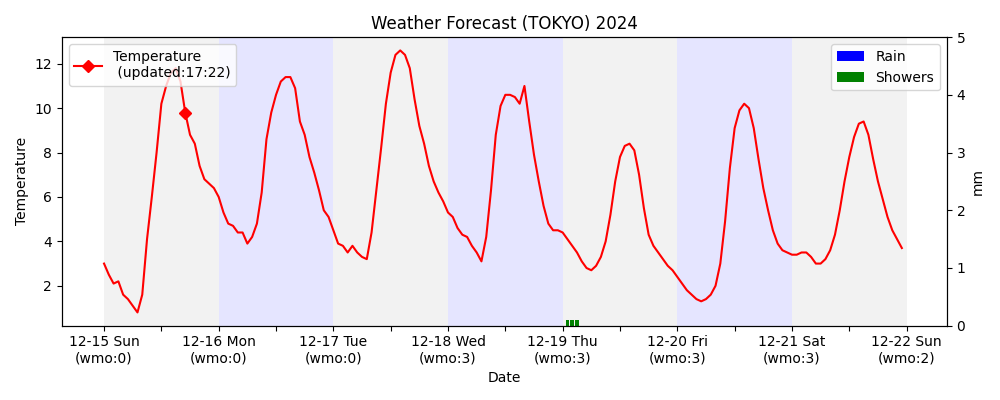 Weather Forecast (TOKYO) 2024
Temperature
(updated:17:22)
Rain
Showers
12
10
8
6
4
2
Temperature
5
4
3
2
1
0
mm
12-15 Sun
(wmo:0)
12-16 Mon
(wmo:0)
12-17 Tue
(wmo:0)
12-18 Wed
(wmo:3)
12-19 Thu
(wmo:3)
12-20 Fri
(wmo:3)
12-21 Sat
(wmo:3)
12-22 Sun
(wmo:2)
Date